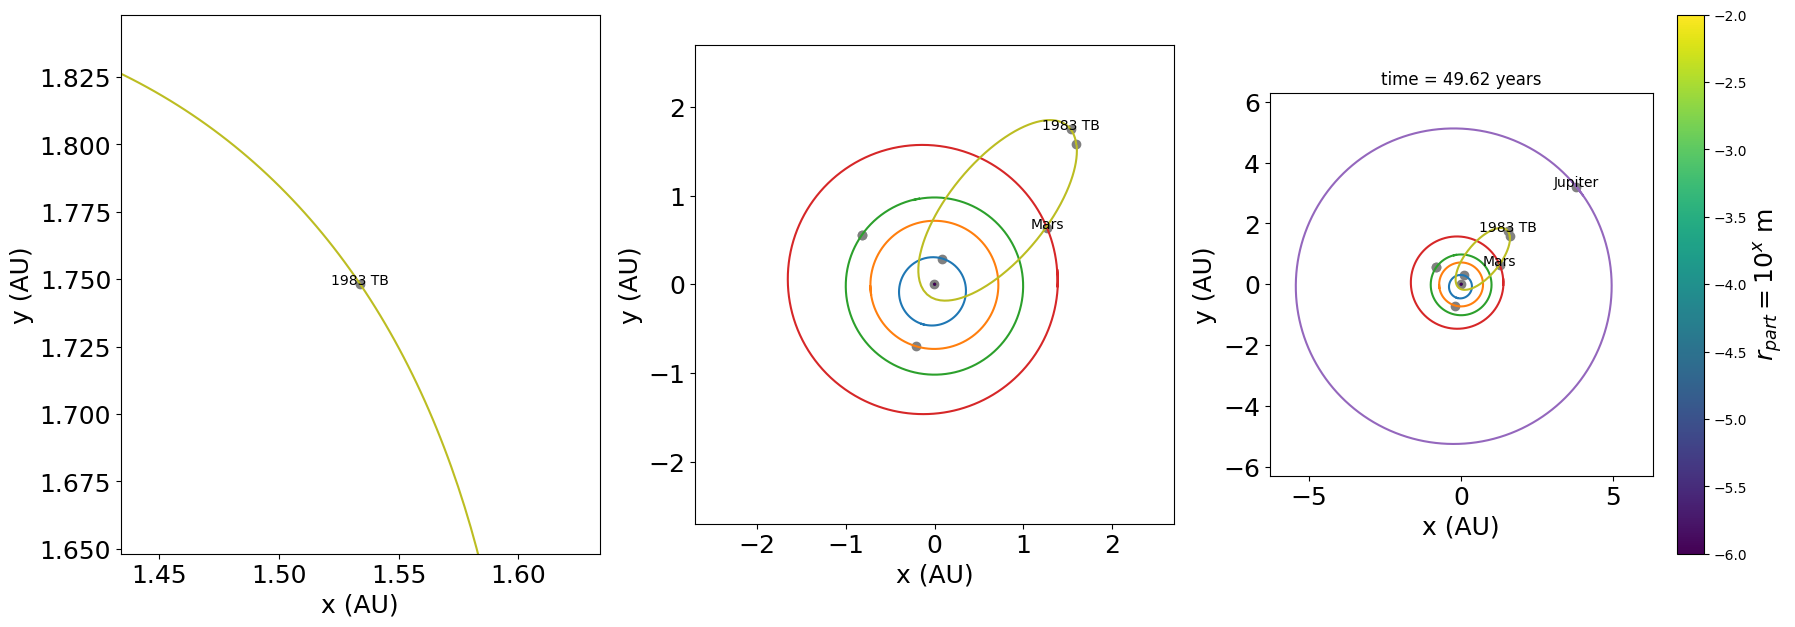 1.825
1.800
1.775
1.750
1.725
1.700
1.675
1.650
1.45
1.50
1.55
1.60
x (AU)
y (AU)
1983 TB
2
1
0
−1
−2
−2
−1
0
1
2
x (AU)
y (AU)
1983 TB
Mars
time = 49.62 years
6
4
2
0
−2
−4
−6
−5
0
5
x (AU)
y (AU)
Jupiter
1983 TB
Mars
−2.0
−2.5
−3.0
−3.5
−4.0
−4.5
−5.0
−5.5
−6.0
r_{part} = 10^x m